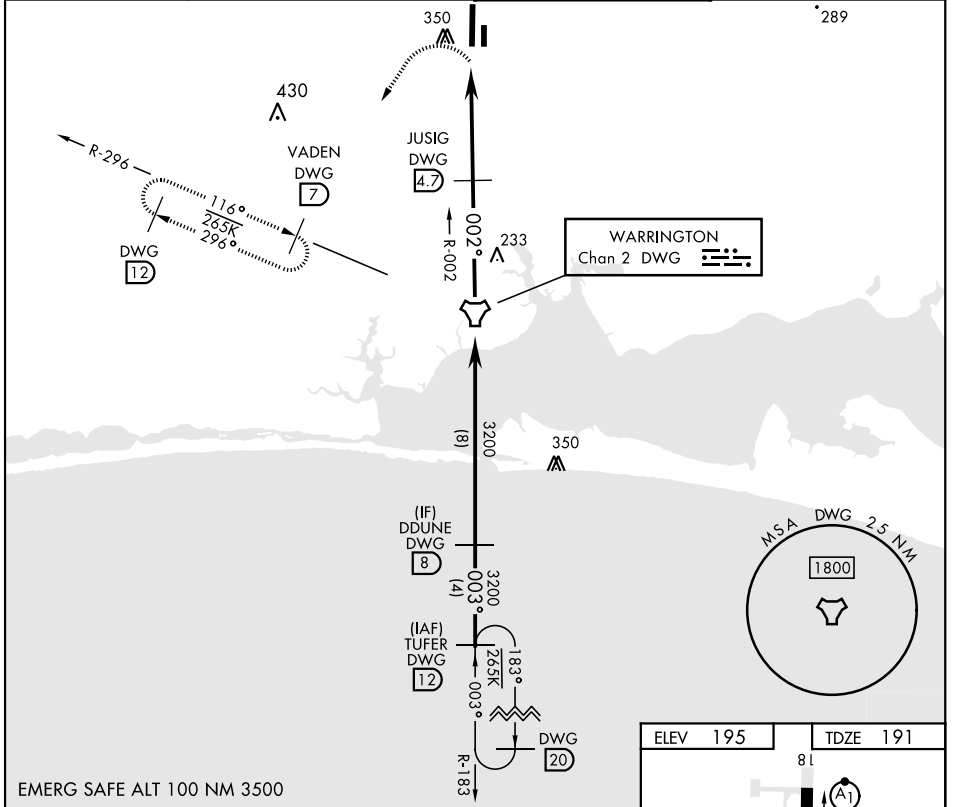 350
289
430
JUSIG
DWG
4.7
R-296
VADEN
DWG
7
116°
265K
296°
DWG
12
002°
R-002
233
WARRINGTON
Chan 2 DWG
3200
(8)
350
(IF)
DDUNE
DWG
8
MSA DWG 25 NM
1800
3200
003°
(4)
(IAF)
TUFER
DWG
12
183°
265K
003°
DWG
20
R-183
ELEV 195
TDZE 191
18
A1
EMERG SAFE ALT 100 NM 3500